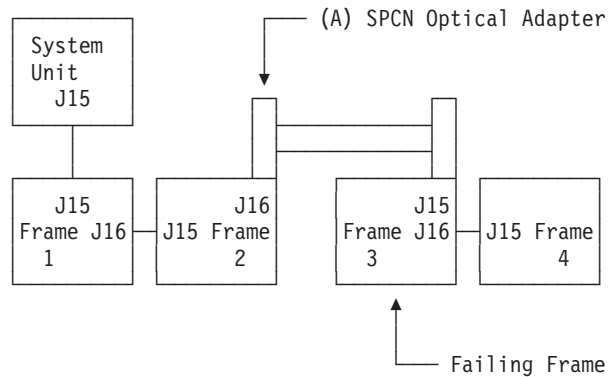 (A) SPCN Optical Adapter
System
Unit
J15
J15
Frame J16
1
J16
J15 Frame
2
J15
Frame J16
3
J15 Frame
4
Failing Frame